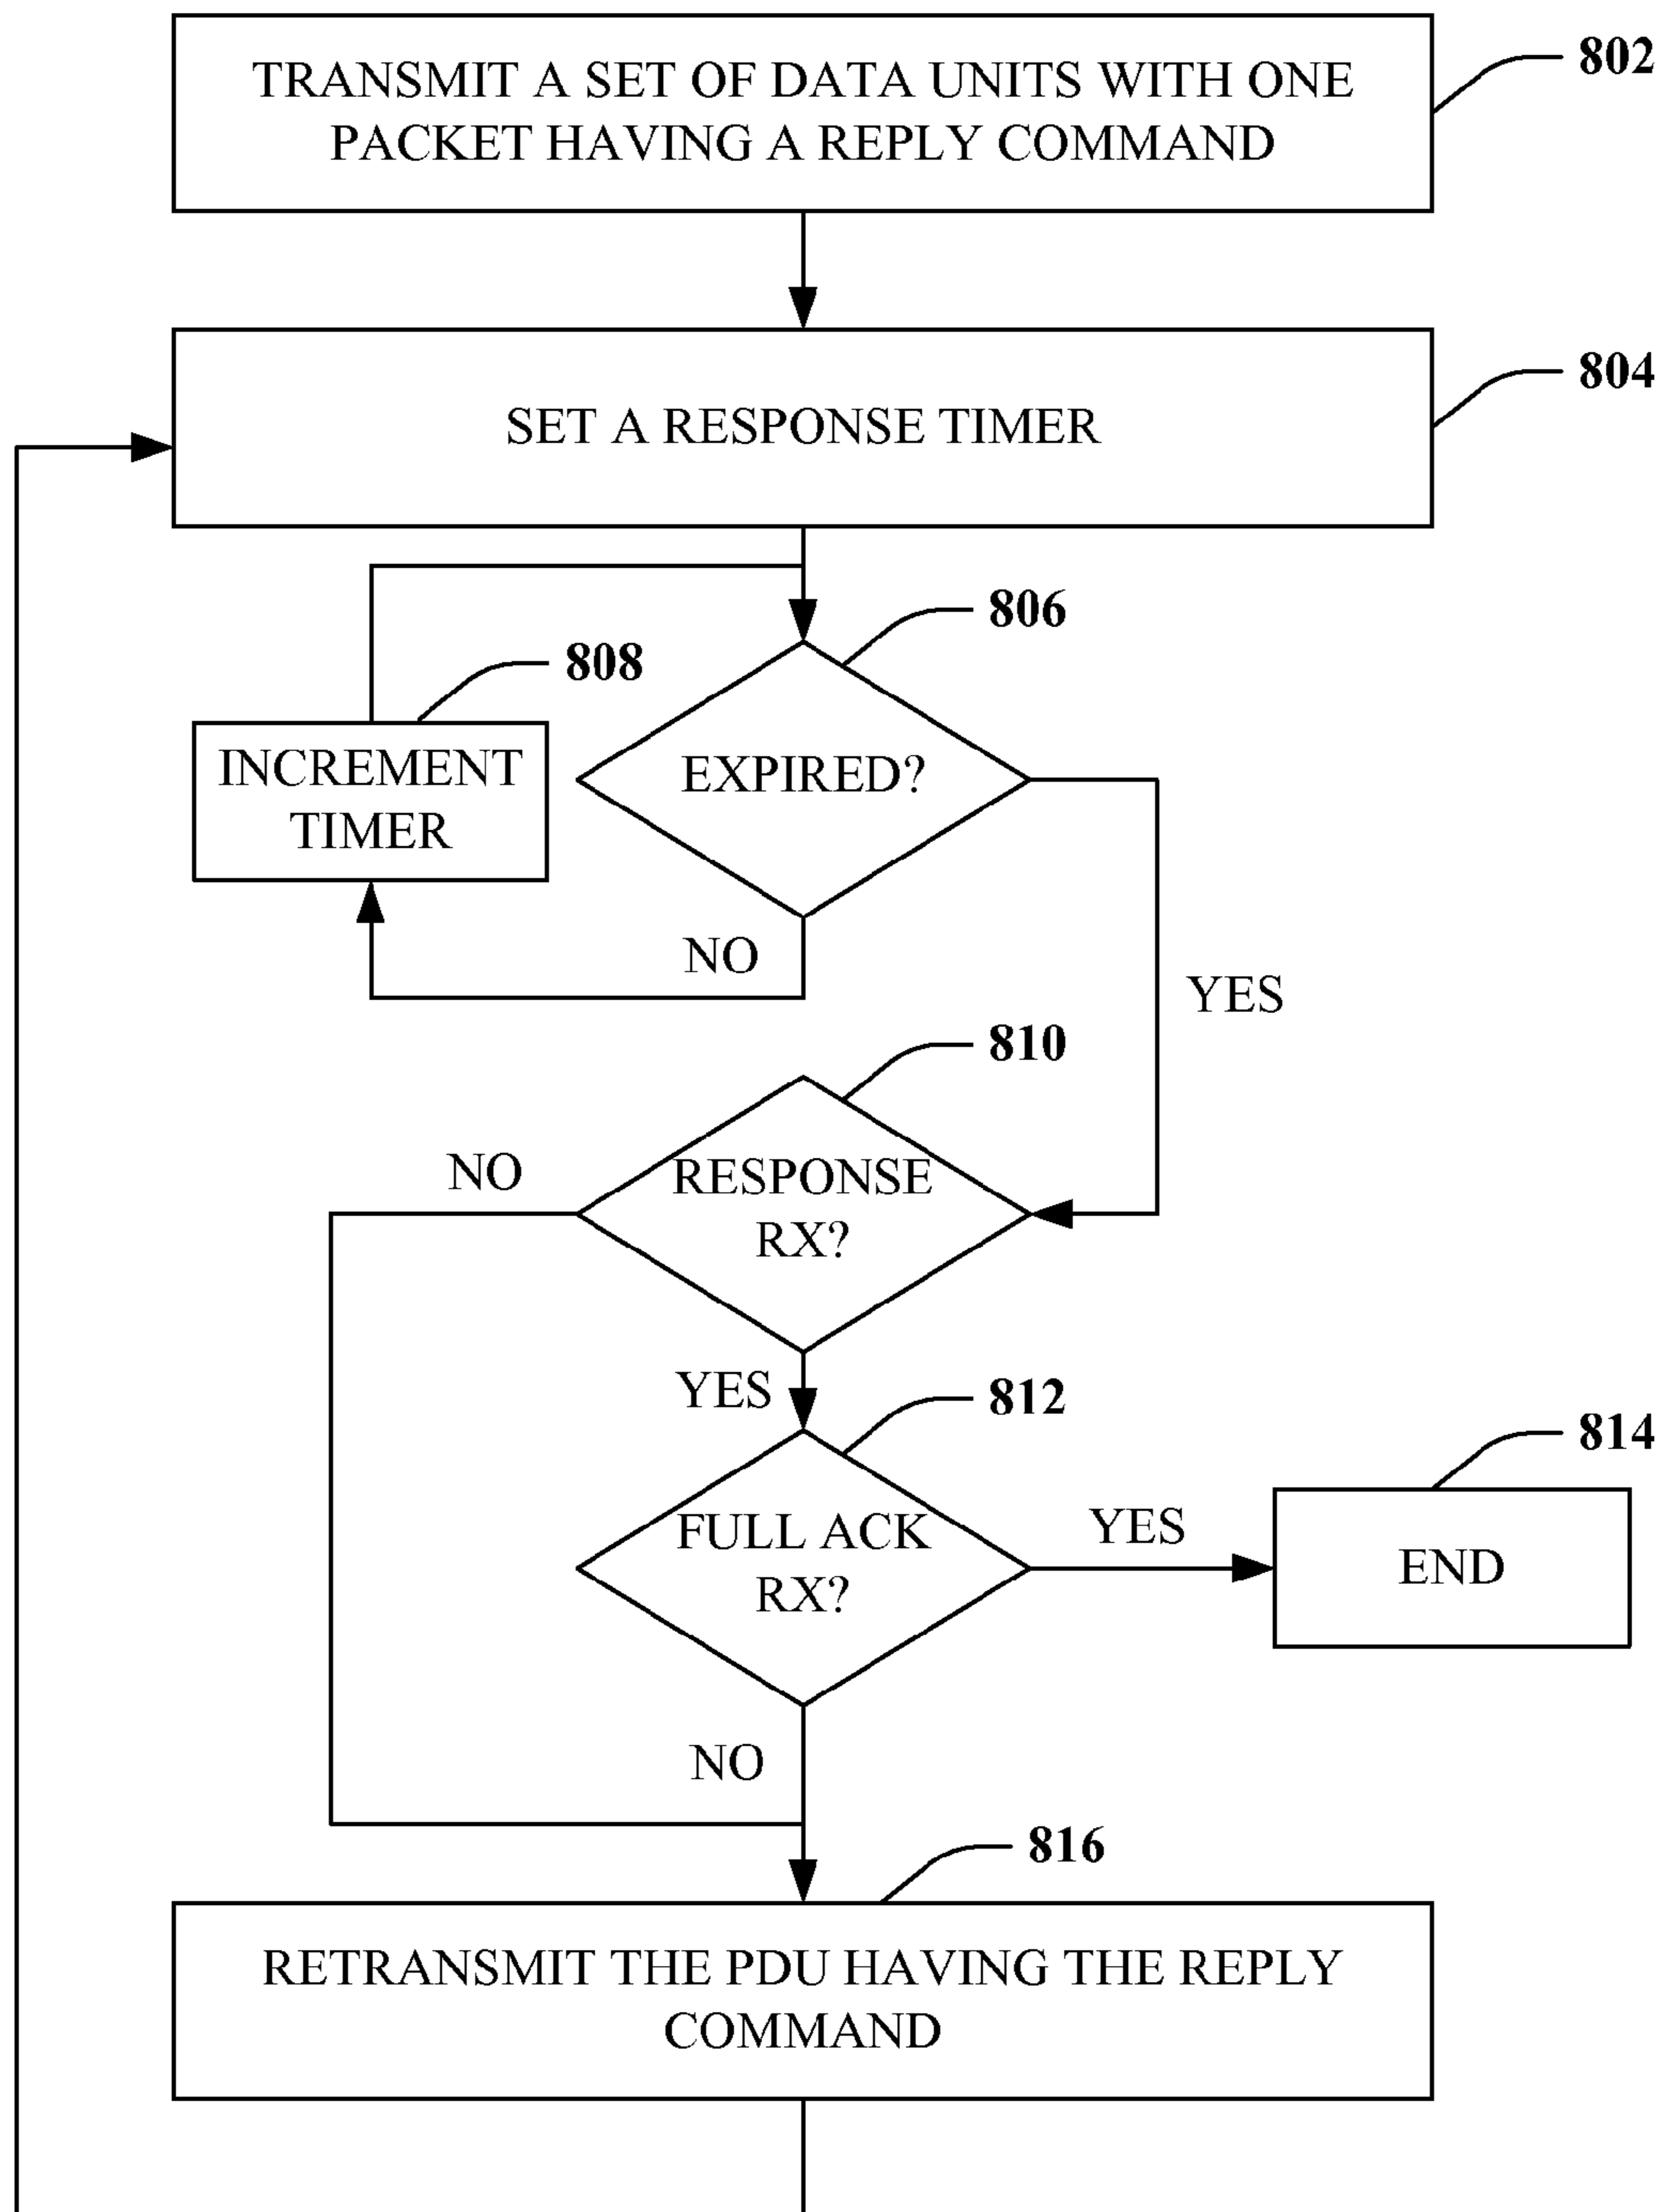 TRANSMIT A SET OF DATA UNITS WITH ONE
PACKET HAVING A REPLY COMMAND
802
SET A RESPONSE TIMER
804
806
808
INCREMENT
TIMER
EXPIRED?
NO
YES
810
NO
RESPONSE
RX?
YES
812
814
FULL ACK
RX?
YES
END
NO
816
RETRANSMIT THE PDU HAVING THE REPLY
COMMAND